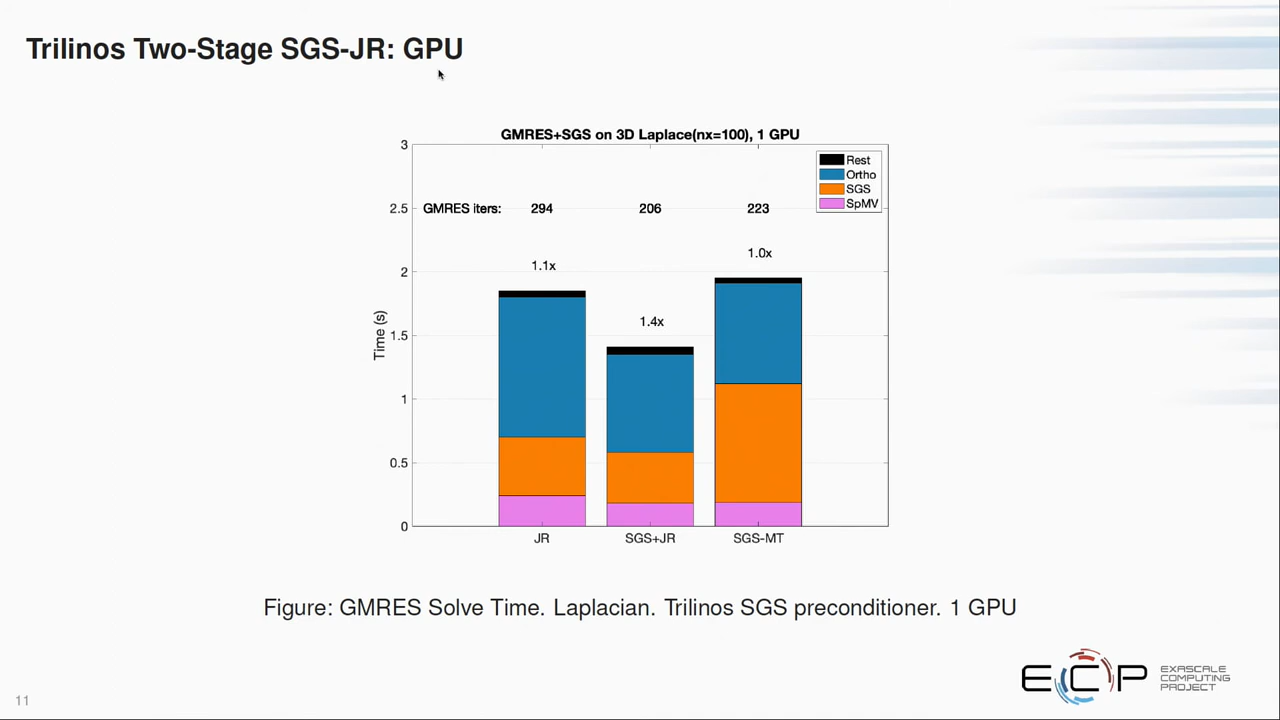 Trilinos Two-Stage SGS-JR: GPU
GMRES+SGS on 3D Laplace(nx=100), 1 GPU
3
2.5
2
1.5
1
0.5
0
Time (s)
Rest
Ortho
SGS
SpMV
GMRES iters: 294 206 223
1.1x
1.4x
1.0x
JR
SGS+JR
SGS-MT
Figure: GMRES Solve Time. Laplacian. Trilinos SGS preconditioner. 1 GPU
11
ECP
EXASCALE
COMPUTING
PROJECT